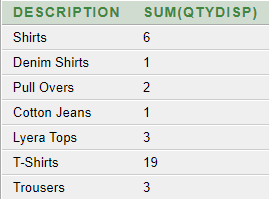 DESCRIPTION SUM(QTYDISP)
Shirts 6
Denim Shirts 1
Pull Overs 2
Cotton Jeans 1
Lyera Tops 3
T-Shirts 19
Trousers 3